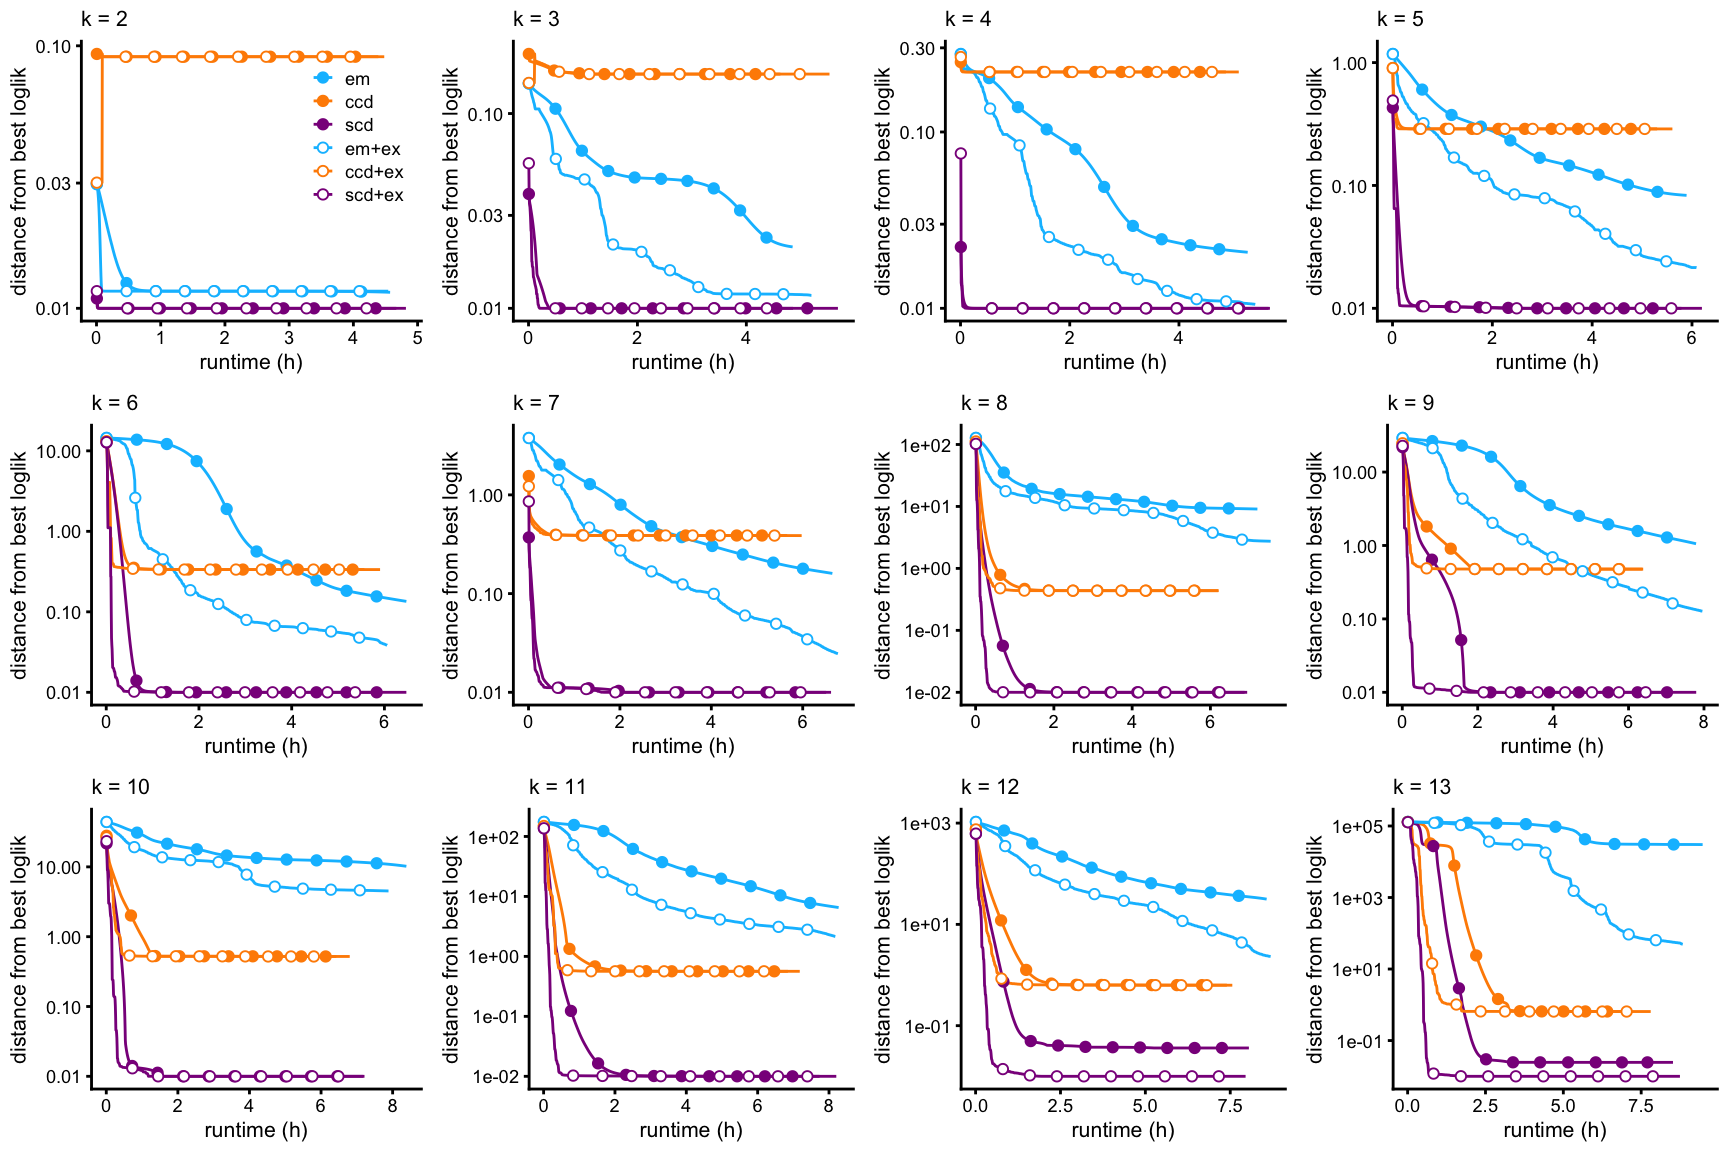 k = 2
distance from best loglik
0.10
0.03
0.01
em
ccd
scd
em+ex
ccd+ex
scd+ex
0 1 2 3 4 5
runtime (h)
k = 3
distance from best loglik
0.10
0.03
0.01
0 2 4
runtime (h)
k = 4
distance from best loglik
0.30
0.10
0.03
0.01
0 2 4
runtime (h)
k = 5
distance from best loglik
1.00
0.10
0.01
0 2 4 6
runtime (h)
k = 6
distance from best loglik
10.00
1.00
0.10
0.01
0 2 4 6
runtime (h)
k = 7
distance from best loglik
1.00
0.10
0.01
0 2 4 6
runtime (h)
k = 8
distance from best loglik
1e+02
1e+01
1e+00
1e-01
1e-02
0 2 4 6
runtime (h)
k = 9
distance from best loglik
10.00
1.00
0.10
0.01
0 2 4 6 8
runtime (h)
k = 10
distance from best loglik
10.00
1.00
0.10
0.01
0 2 4 6 8
runtime (h)
k = 11
distance from best loglik
1e+02
1e+01
1e+00
1e-01
1e-02
0 2 4 6 8
runtime (h)
k = 12
distance from best loglik
1e+03
1e+01
1e-01
0.0 2.5 5.0 7.5
runtime (h)
k = 13
distance from best loglik
1e+05
1e+03
1e+01
1e-01
0.0 2.5 5.0 7.5
runtime (h)